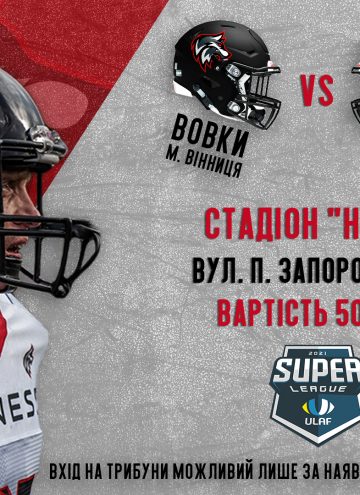 VS
ВОВКИ
М. ВІННИЦЯ
СТАДІОН "Н
ВУЛ. П. ЗАПОРО
ВАРТІСТЬ 50
2021
SUPER
LEAGUE
ULAF
NES
ВХІД НА ТРИБУНИ МОЖЛИВИЙ ЛИШЕ ЗА НАЯВ